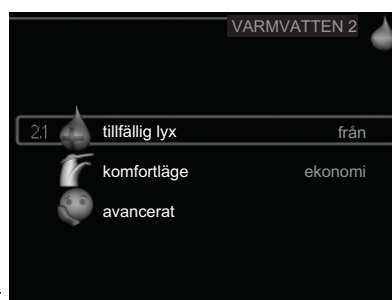 VARMVATTEN 2
2.1 tillfällig lyx från
komfortläge ekonomi
avancerat